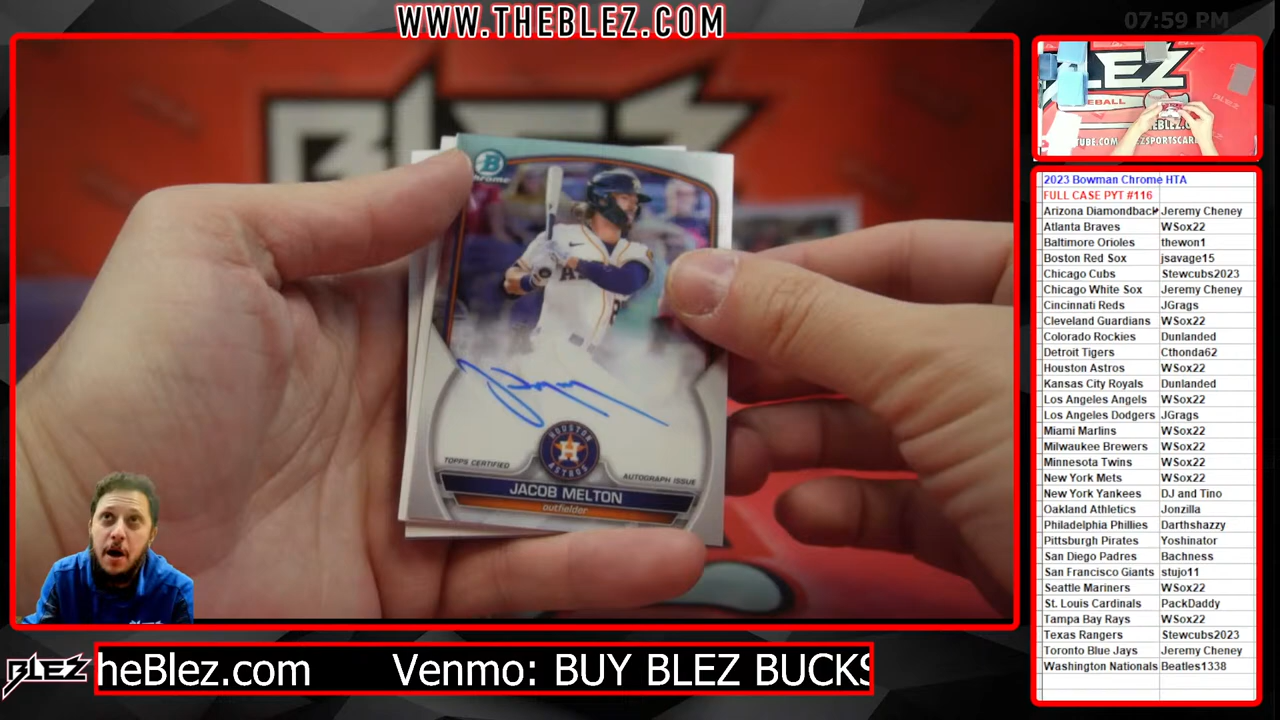 WWW.THEBLEZ.COM
07:59 PM
BLEZ
BLEZ
2023 Bowman Chrome HTA
FULL CASE PYT #116
Arizona Diamondback Jeremy Cheney
Atlanta Braves WSox22
Baltimore Orioles thewon1
Boston Red Sox jsavage15
Chicago Cubs Stewcubs2023
Chicago White Sox Jeremy Cheney
Cincinnati Reds JGrags
Cleveland Guardians WSox22
Colorado Rockies Dunlanded
Detroit Tigers Cthonda62
Houston Astros WSox22
Kansas City Royals Dunlanded
Los Angeles Angels WSox22
Los Angeles Dodgers JGrags
Miami Marlins WSox22
Milwaukee Brewers WSox22
Minnesota Twins WSox22
New York Mets WSox22
New York Yankees DJ and Tino
Oakland Athletics Jonzilla
Philadelphia Phillies Darthshazzy
Pittsburgh Pirates Yoshinator
San Diego Padres Bachness
San Francisco Giants stujo11
Seattle Mariners WSox22
St. Louis Cardinals PackDaddy
Tampa Bay Rays WSox22
Texas Rangers Stewcubs2023
Toronto Blue Jays Jeremy Cheney
Washington Nationals Beatles1338
B
chrome
HOUSTON
H
ASTROS
TOPPS CERTIFIED
AUTOGRAPH ISSUE
JACOB MELTON
outfielder
BLEZ
heBlez.com Venmo: BUY BLEZ BUCKS